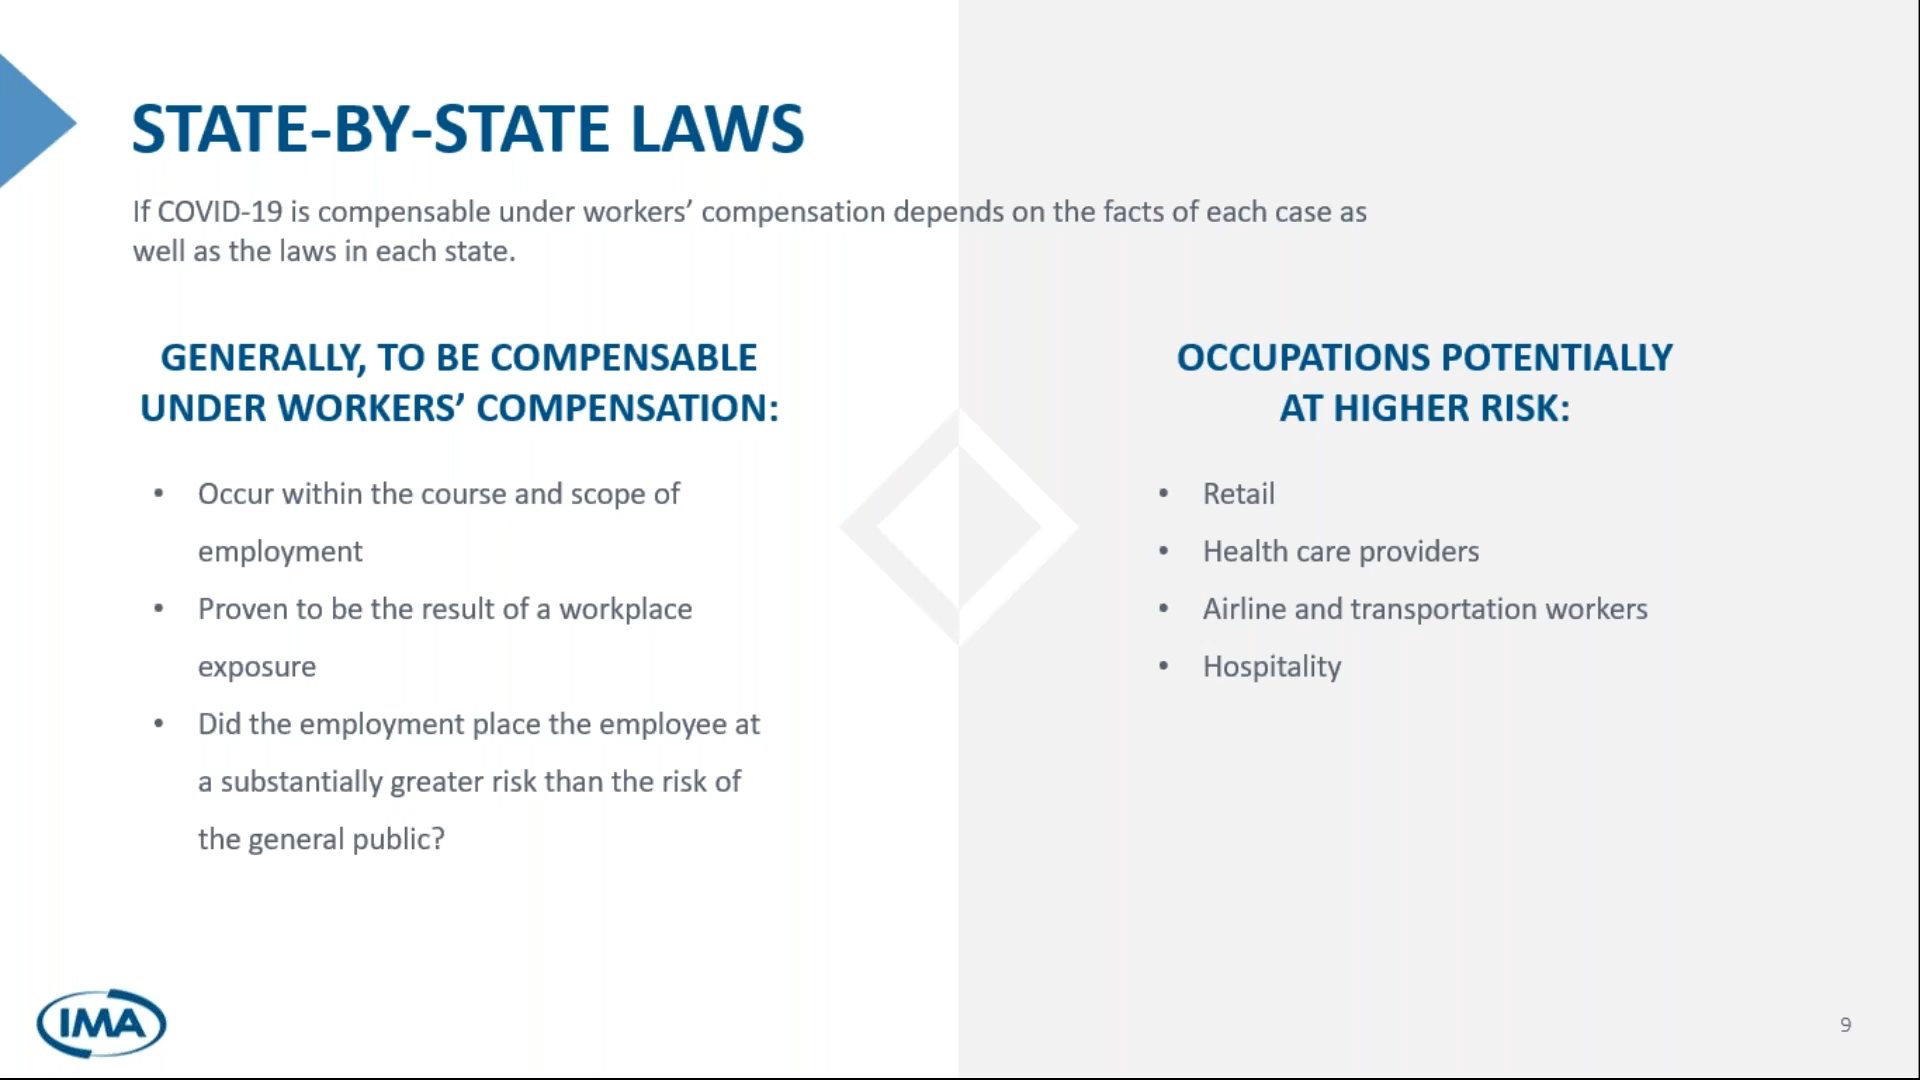 STATE-BY-STATE LAWS
If COVID-19 is compensable under workers’ compensation depends on the facts of each case as
well as the laws in each state.
GENERALLY, TO BE COMPENSABLE
UNDER WORKERS’ COMPENSATION:
• Occur within the course and scope of
employment
• Proven to be the result of a workplace
exposure
• Did the employment place the employee at
a substantially greater risk than the risk of
the general public?
OCCUPATIONS POTENTIALLY
AT HIGHER RISK:
• Retail
• Health care providers
• Airline and transportation workers
• Hospitality
IMA
9